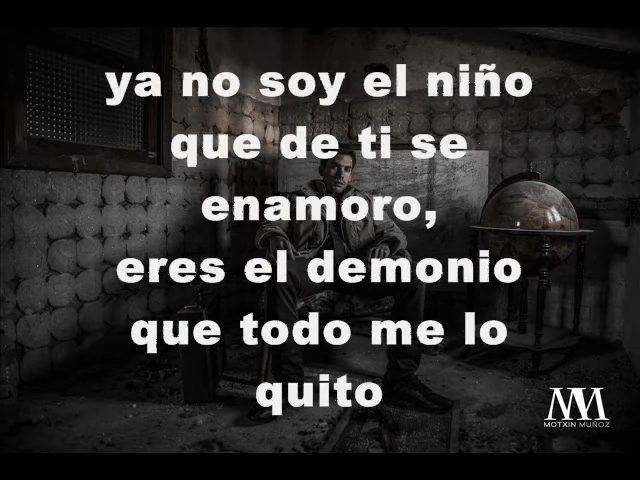 ya no soy el niño
que de ti se
enamoro,
eres el demonio
que todo me lo
quito
MM
MOTXIN MUÑOZ